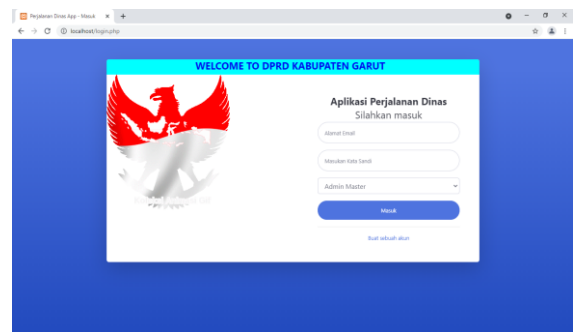 Perjalanan Dinas App - Masuk
localhost/login.php
WELCOME TO DPRD KABUPATEN GARUT
Aplikasi Perjalanan Dinas
Silahkan masuk
Alamat Email
Masukan Kata Sandi
Admin Master
Masuk
Buat sebuah akun